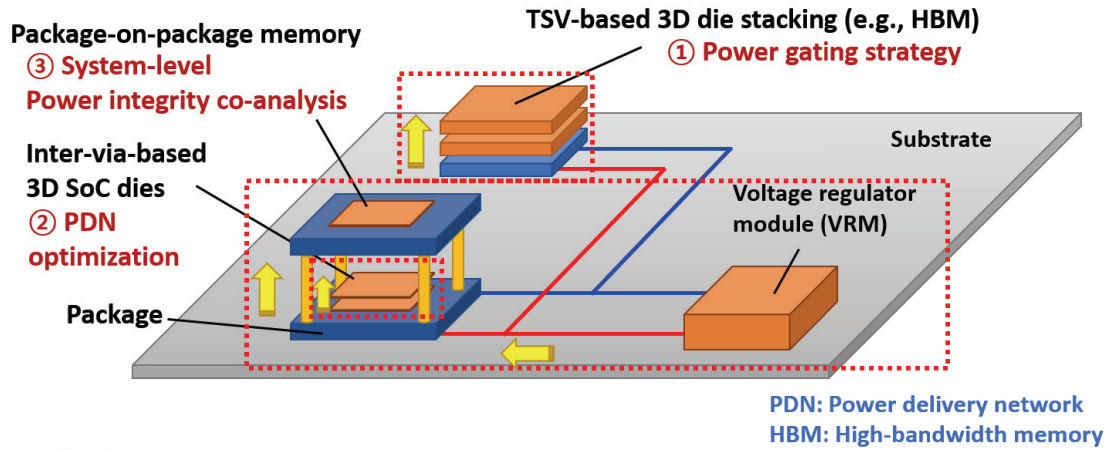 TSV-based 3D die stacking (e.g., HBM)
① Power gating strategy
Package-on-package memory
③ System-level
Power integrity co-analysis
Inter-via-based
3D SoC dies
② PDN
optimization
Package
Substrate
Voltage regulator
module (VRM)
PDN: Power delivery network
HBM: High-bandwidth memory